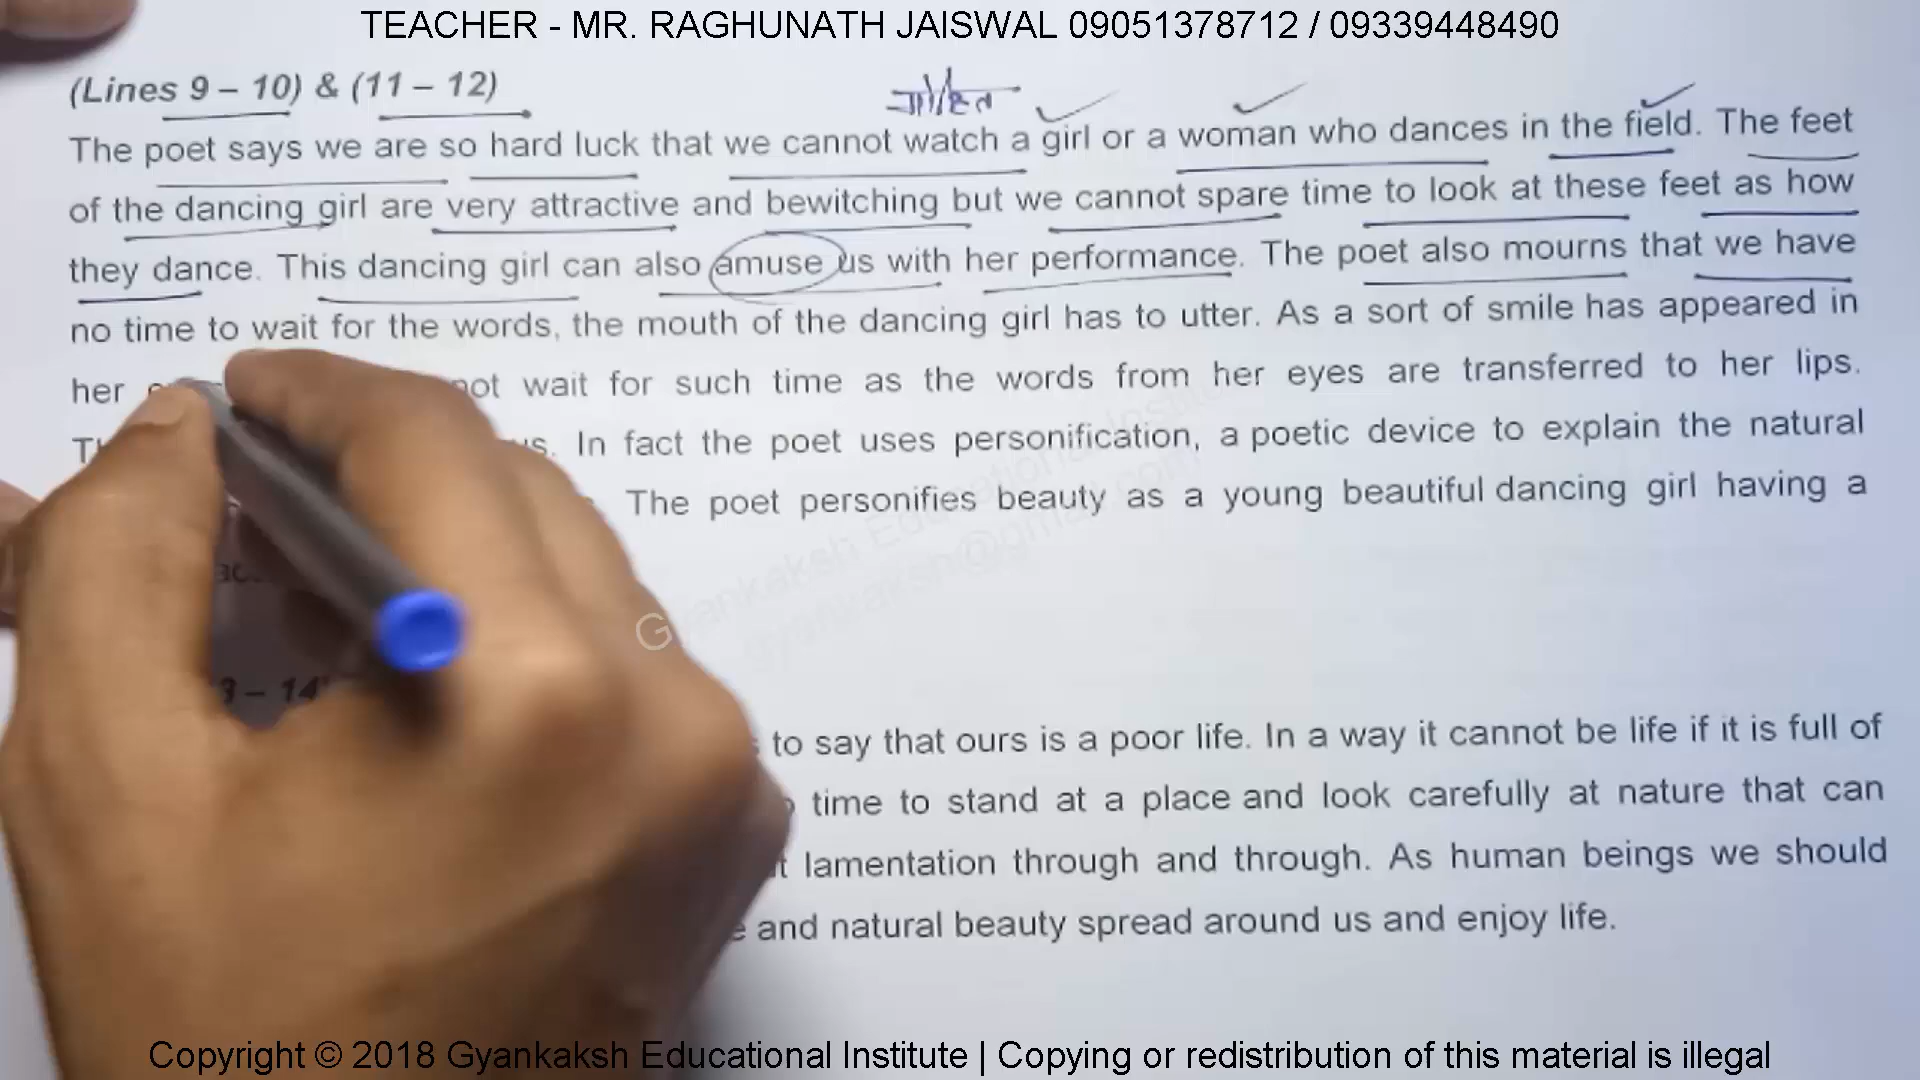 TEACHER - MR. RAGHUNATH JAISWAL 09051378712 / 09339448490
(Lines 9 – 10) & (11 – 12)
The poet says we are so hard luck that we cannot watch a girl or a woman who dances in the field. The feet
of the dancing girl are very attractive and bewitching but we cannot spare time to look at these feet as how
they dance. This dancing girl can also amuse us with her performance. The poet also mourns that we have
no time to wait for the words, the mouth of the dancing girl has to utter. As a sort of smile has appeared in
her not wait for such time as the words from her eyes are transferred to her lips.
In fact the poet uses personification, a poetic device to explain the natural
The poet personifies beauty as a young beautiful dancing girl having a
Gyankaksh Educational Institute
gyankaksh@gmail.com
– 14
to say that ours is a poor life. In a way it cannot be life if it is full of
time to stand at a place and look carefully at nature that can
lamentation through and through. As human beings we should
and natural beauty spread around us and enjoy life.
Copyright © 2018 Gyankaksh Educational Institute | Copying or redistribution of this material is illegal